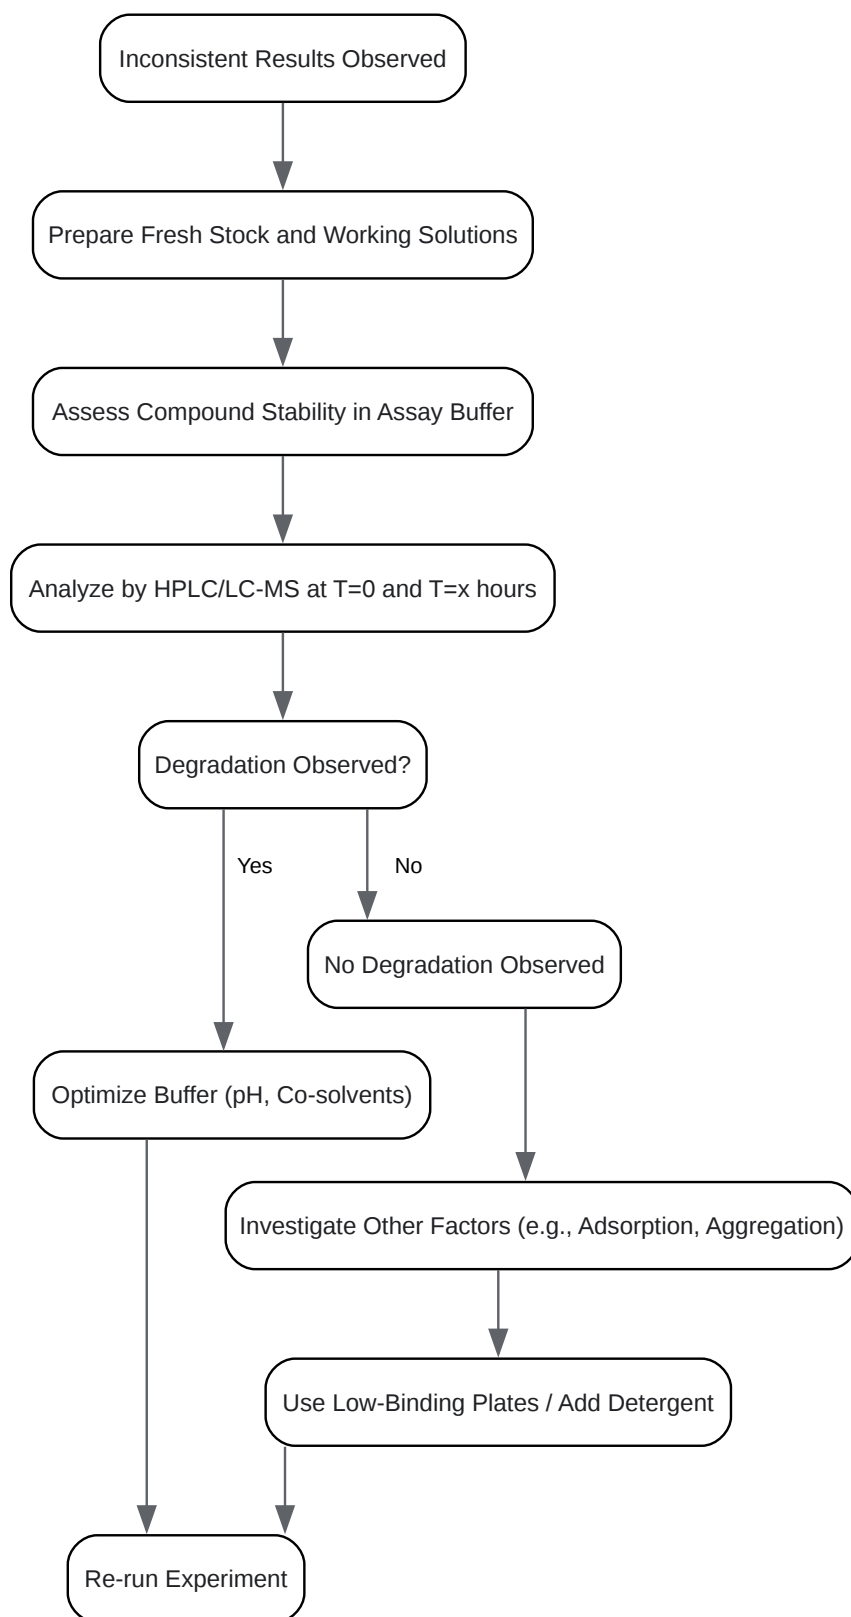 Inconsistent Results Observed
Prepare Fresh Stock and Working Solutions
Assess Compound Stability in Assay Buffer
Analyze by HPLC/LC-MS at T=0 and T=x hours
Degradation Observed?
Yes
No
No Degradation Observed
Optimize Buffer (pH, Co-solvents)
Investigate Other Factors (e.g., Adsorption, Aggregation)
Use Low-Binding Plates / Add Detergent
Re-run Experiment